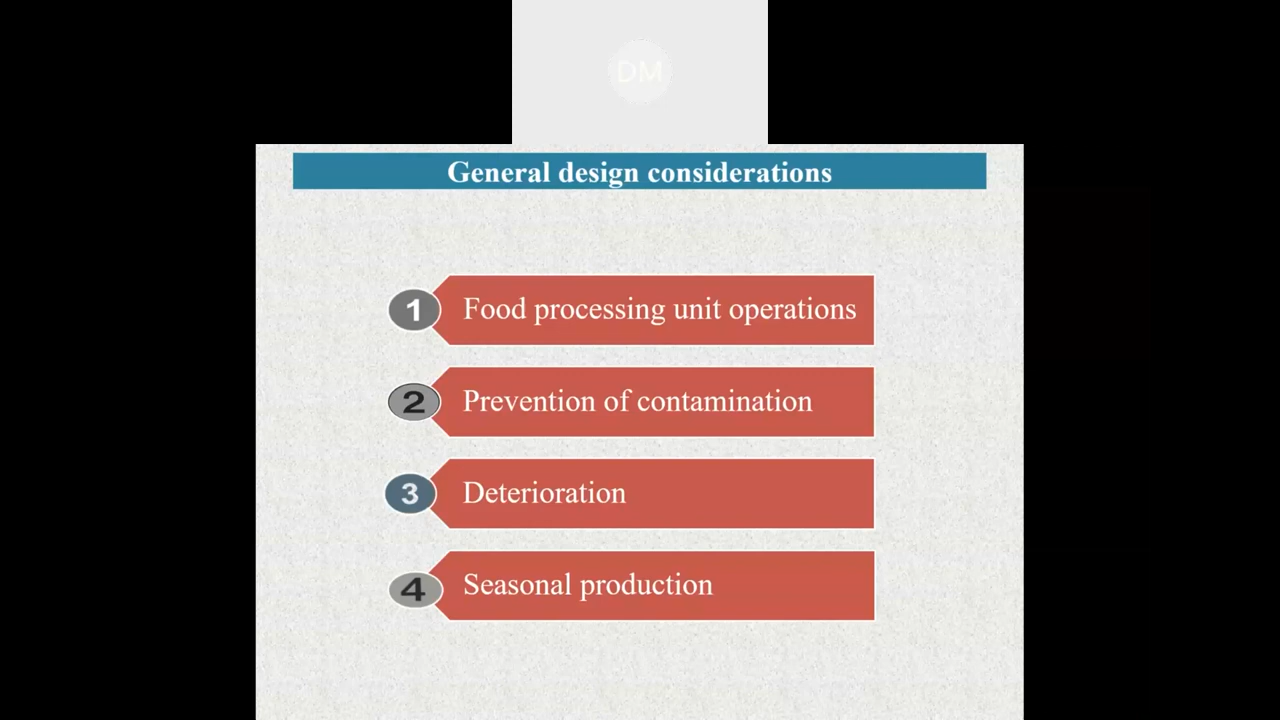 DM
General design considerations
1 Food processing unit operations
2 Prevention of contamination
3 Deterioration
4 Seasonal production